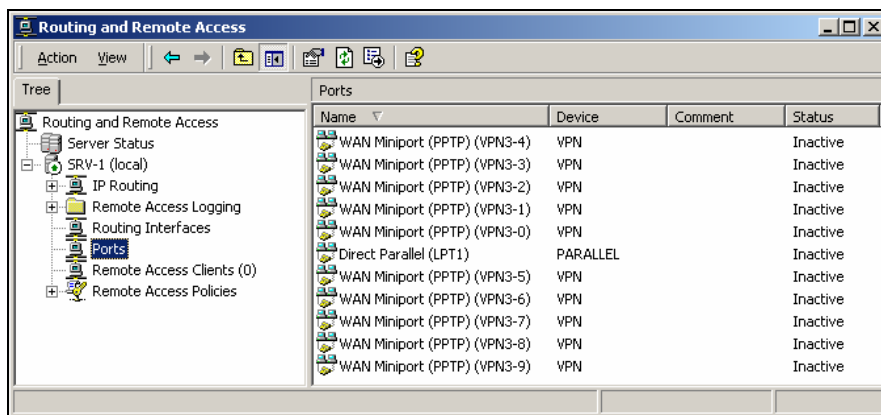 Routing and Remote Access
Action View
Tree
Ports
Routing and Remote Access
Server Status
SRV-1 (local)
IP Routing
Remote Access Logging
Routing Interfaces
Ports
Remote Access Clients (0)
Remote Access Policies
Name Device Comment Status
WAN Miniport (PPTP) (VPN3-4) VPN Inactive
WAN Miniport (PPTP) (VPN3-3) VPN Inactive
WAN Miniport (PPTP) (VPN3-2) VPN Inactive
WAN Miniport (PPTP) (VPN3-1) VPN Inactive
WAN Miniport (PPTP) (VPN3-0) VPN Inactive
Direct Parallel (LPT1) PARALLEL Inactive
WAN Miniport (PPTP) (VPN3-5) VPN Inactive
WAN Miniport (PPTP) (VPN3-6) VPN Inactive
WAN Miniport (PPTP) (VPN3-7) VPN Inactive
WAN Miniport (PPTP) (VPN3-8) VPN Inactive
WAN Miniport (PPTP) (VPN3-9) VPN Inactive